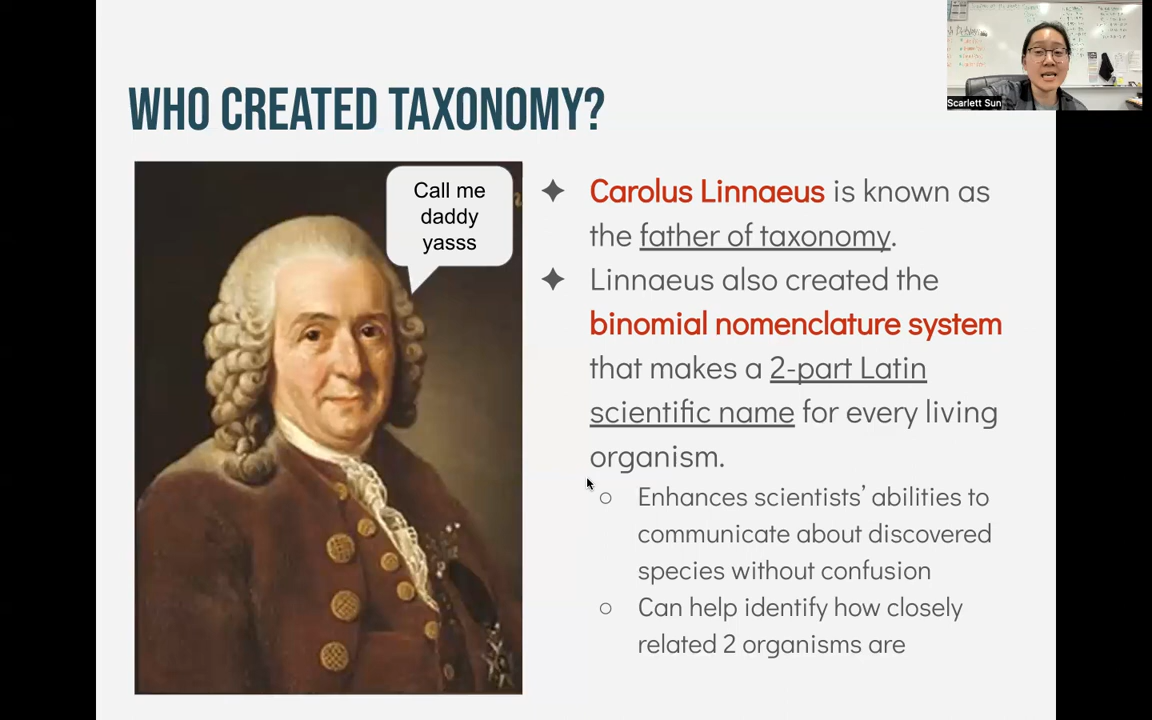 WHO CREATED TAXONOMY?
Scarlett Sun
Call me
daddy
yasss
Carolus Linnaeus is known as
the father of taxonomy.
Linnaeus also created the
binomial nomenclature system
that makes a 2-part Latin
scientific name for every living
organism.
Enhances scientists’ abilities to
communicate about discovered
species without confusion
Can help identify how closely
related 2 organisms are